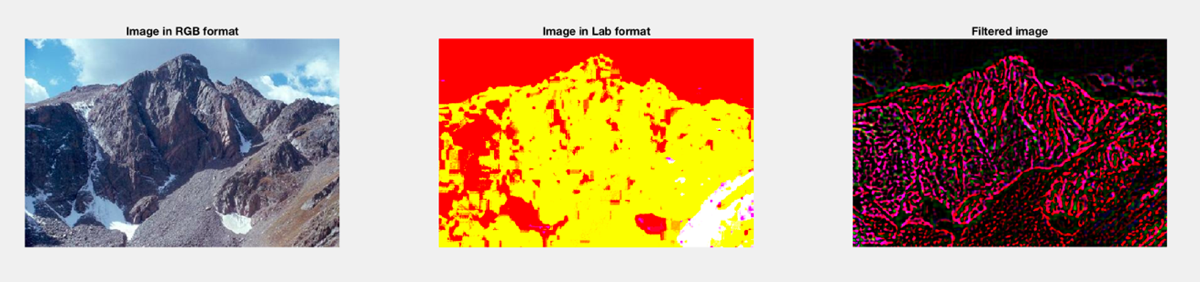 Image in RGB format
Image in Lab format
Filtered image